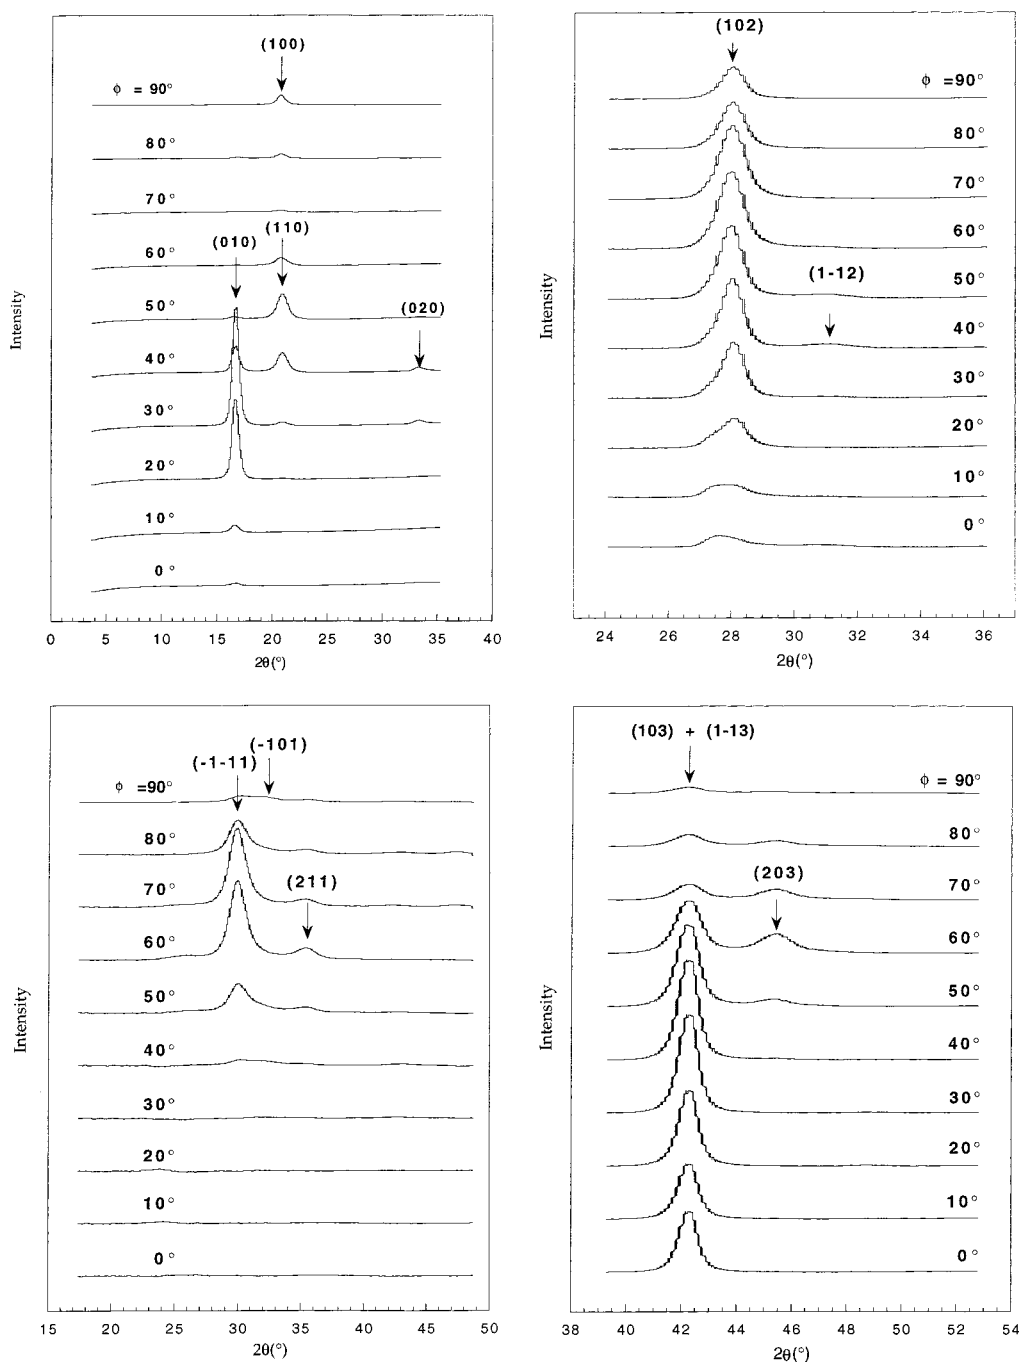 (100)
ϕ = 90°
80°
70°
(010)
(110)
60°
50°
(020)
40°
30°
20°
10°
0°
Intensity
0 5 10 15 20 25 30 35 40
2θ(°)
(102)
ϕ =90°
80°
70°
60°
50°
(1-12)
40°
30°
20°
10°
0°
Intensity
24 26 28 30 32 34 36
2θ(°)
(-101)
(-1-11)
ϕ =90°
80°
(211)
70°
60°
50°
40°
30°
20°
10°
0°
Intensity
15 20 25 30 35 40 45 50
2θ(°)
(103) + (1-13)
ϕ = 90°
80°
(203)
70°
60°
50°
40°
30°
20°
10°
0°
Intensity
38 40 42 44 46 48 50 52 54
2θ(°)